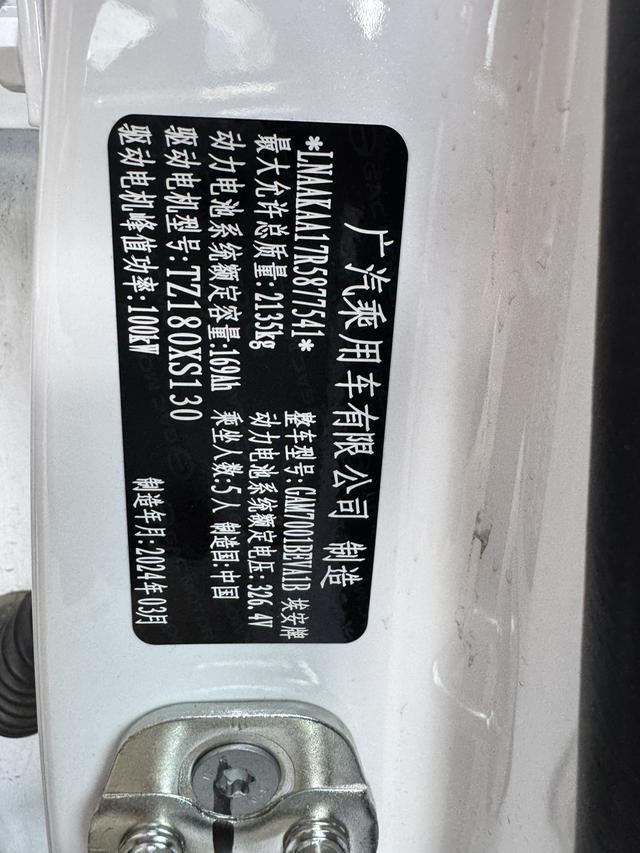 广汽乘用车有限公司 制造
*LNAAKAA17R5877541* 整车型号:GAM7001BEVA1B 埃安牌
最大允许总质量:2135kg 动力电池系统额定电压:326.4V
动力电池系统额定容量:169Ah 乘坐人数:5人 制造国:中国
驱动电机型号:TZ180XS130
驱动电机峰值功率:100kW 制造年月:2024年03月